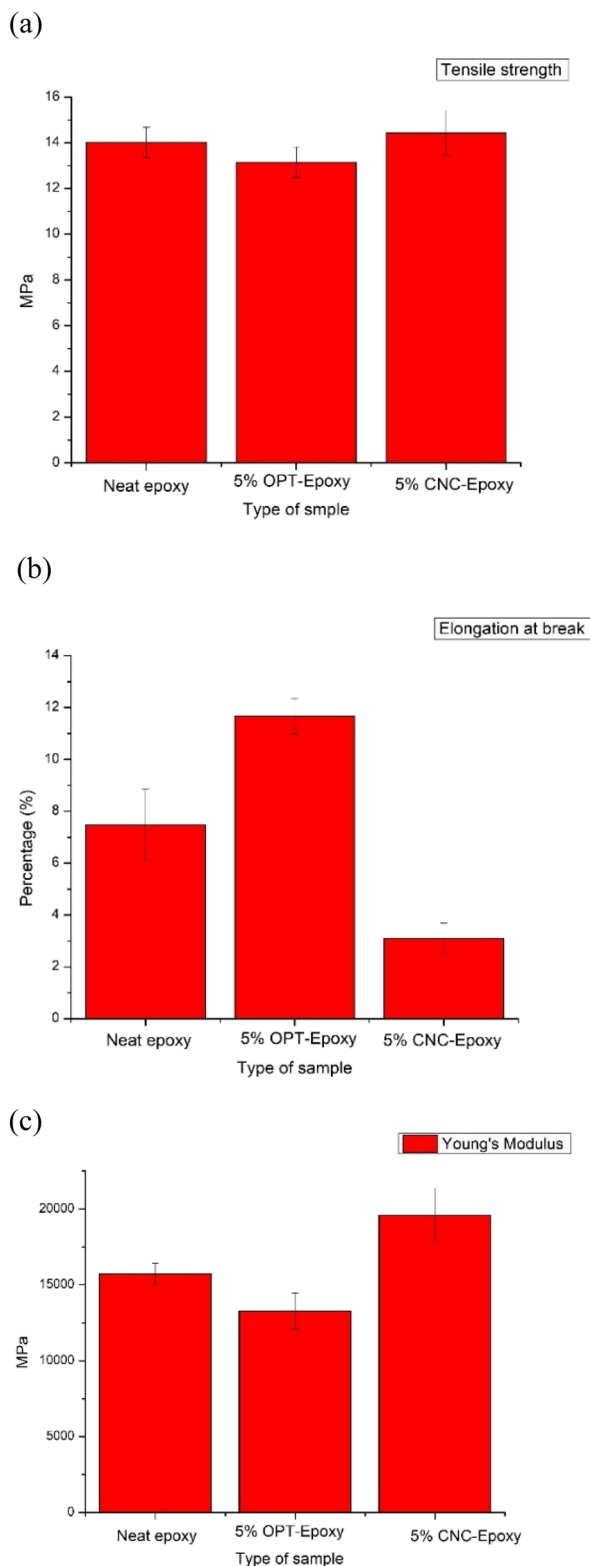 (a)
Tensile strength
16
14
12
10
8
6
4
2
0
MPa
Neat epoxy
5% OPT-Epoxy
5% CNC-Epoxy
Type of smple
(b)
Elongation at break
14
12
10
8
6
4
2
0
Percentage (%)
Neat epoxy
5% OPT-Epoxy
5% CNC-Epoxy
Type of sample
(c)
Young's Modulus
20000
15000
10000
5000
0
MPa
Neat epoxy
5% OPT-Epoxy
5% CNC-Epoxy
Type of sample